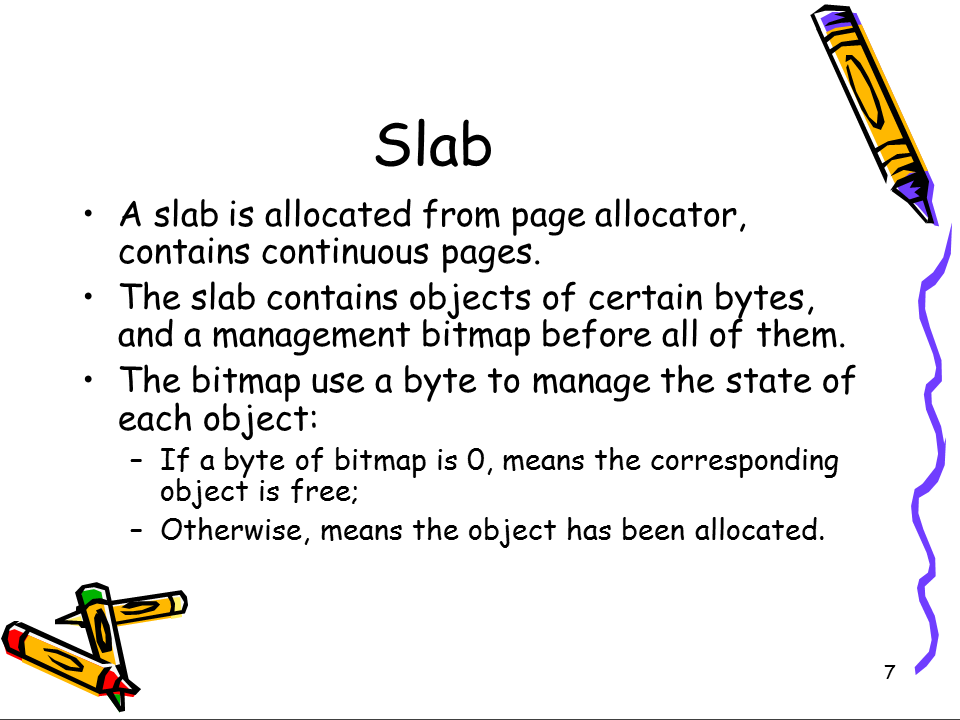 Slab
• A slab is allocated from page allocator,
contains continuous pages.
• The slab contains objects of certain bytes,
and a management bitmap before all of them.
• The bitmap use a byte to manage the state of
each object:
– If a byte of bitmap is 0, means the corresponding
object is free;
– Otherwise, means the object has been allocated.
7